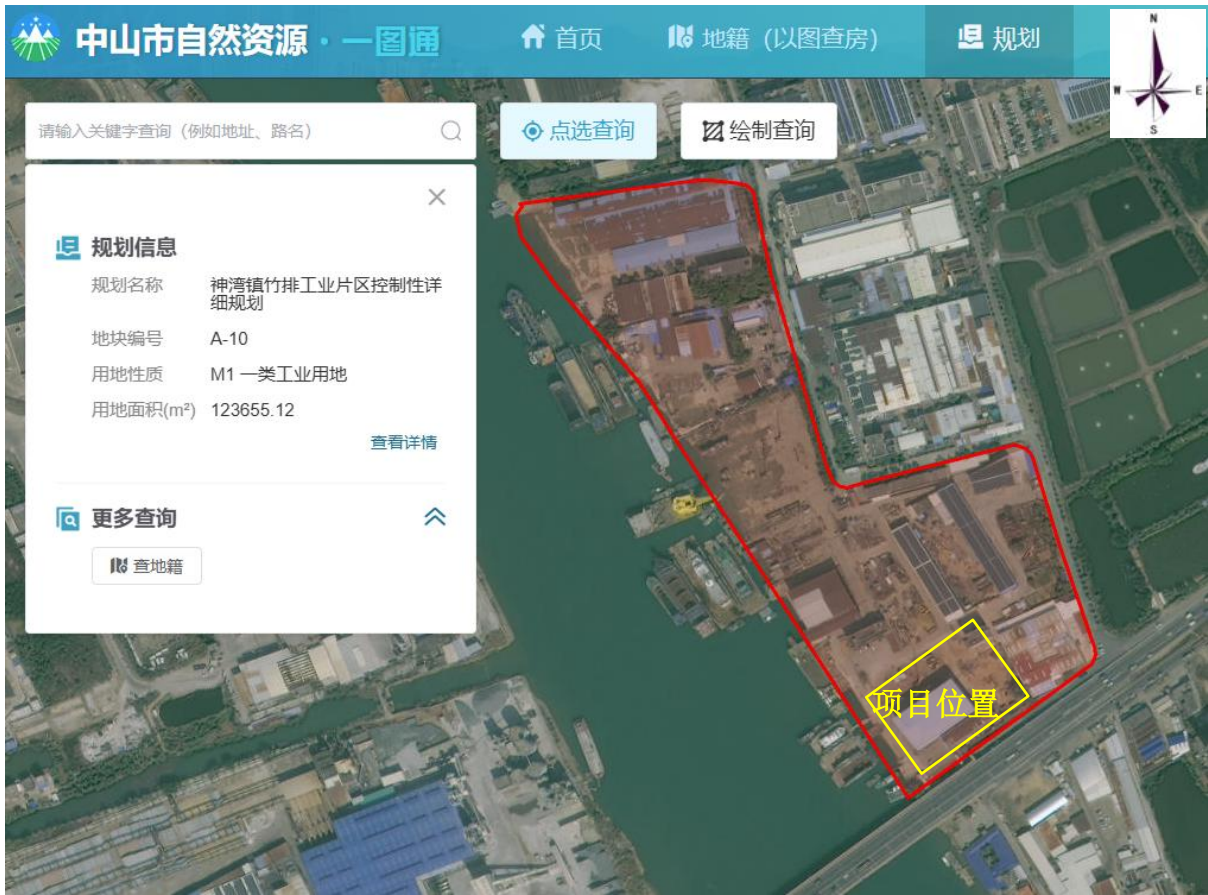 中山市自然资源·一图通
首页
地籍（以图查房）
规划
N
W
E
S
请输入关键字查询（例如地址、路名）
点选查询
绘制查询
规划信息
规划名称
神湾镇竹排工业片区控制性详
细规划
地块编号
A-10
用地性质
M1 一类工业用地
用地面积(m²)
123655.12
查看详情
更多查询
查地籍
项目位置